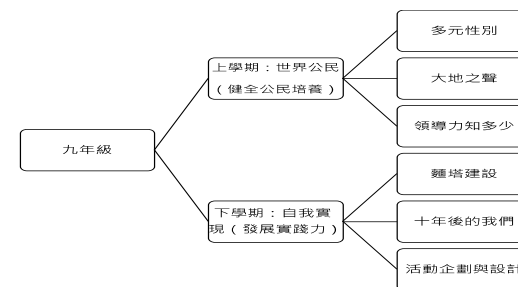 九年級
上學期：世界公民
（健全公民培養）
多元性別
大地之聲
領導力知多少
下學期：自我實
現（發展實踐力）
麵塔建設
十年後的我們
活動企劃與設計